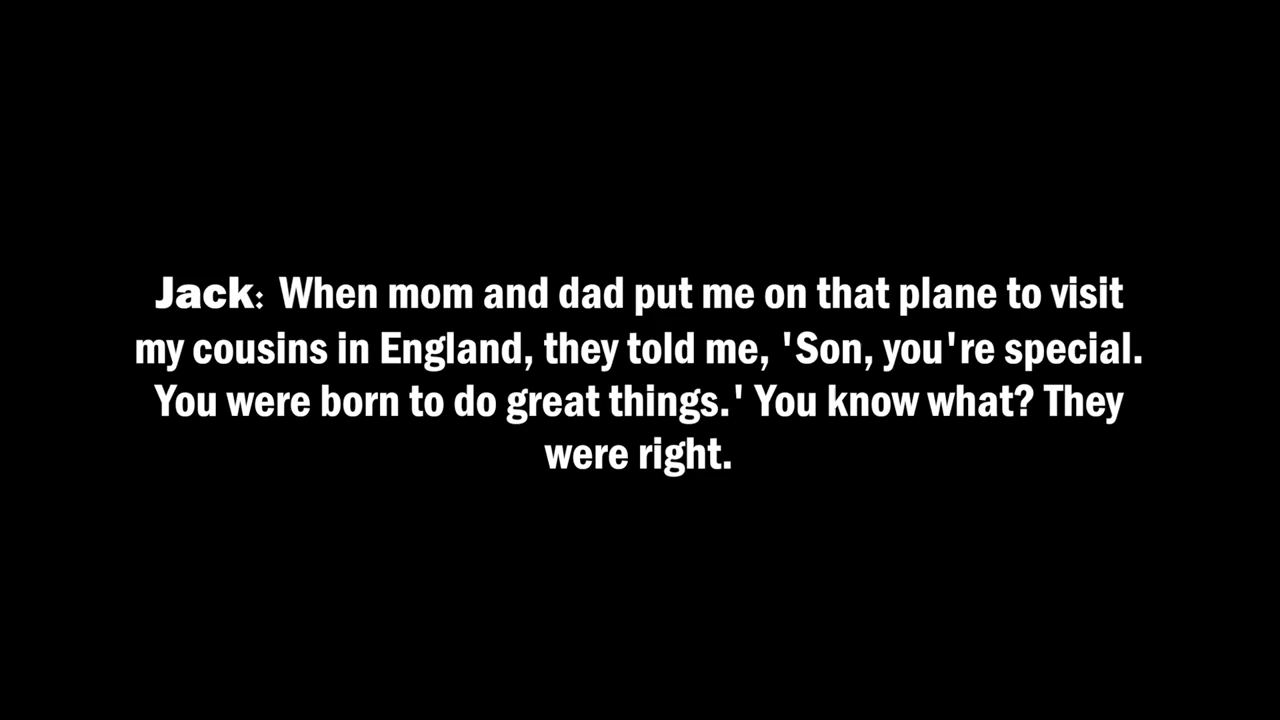 Jack: When mom and dad put me on that plane to visit
my cousins in England, they told me, 'Son, you're special.
You were born to do great things.' You know what? They
were right.